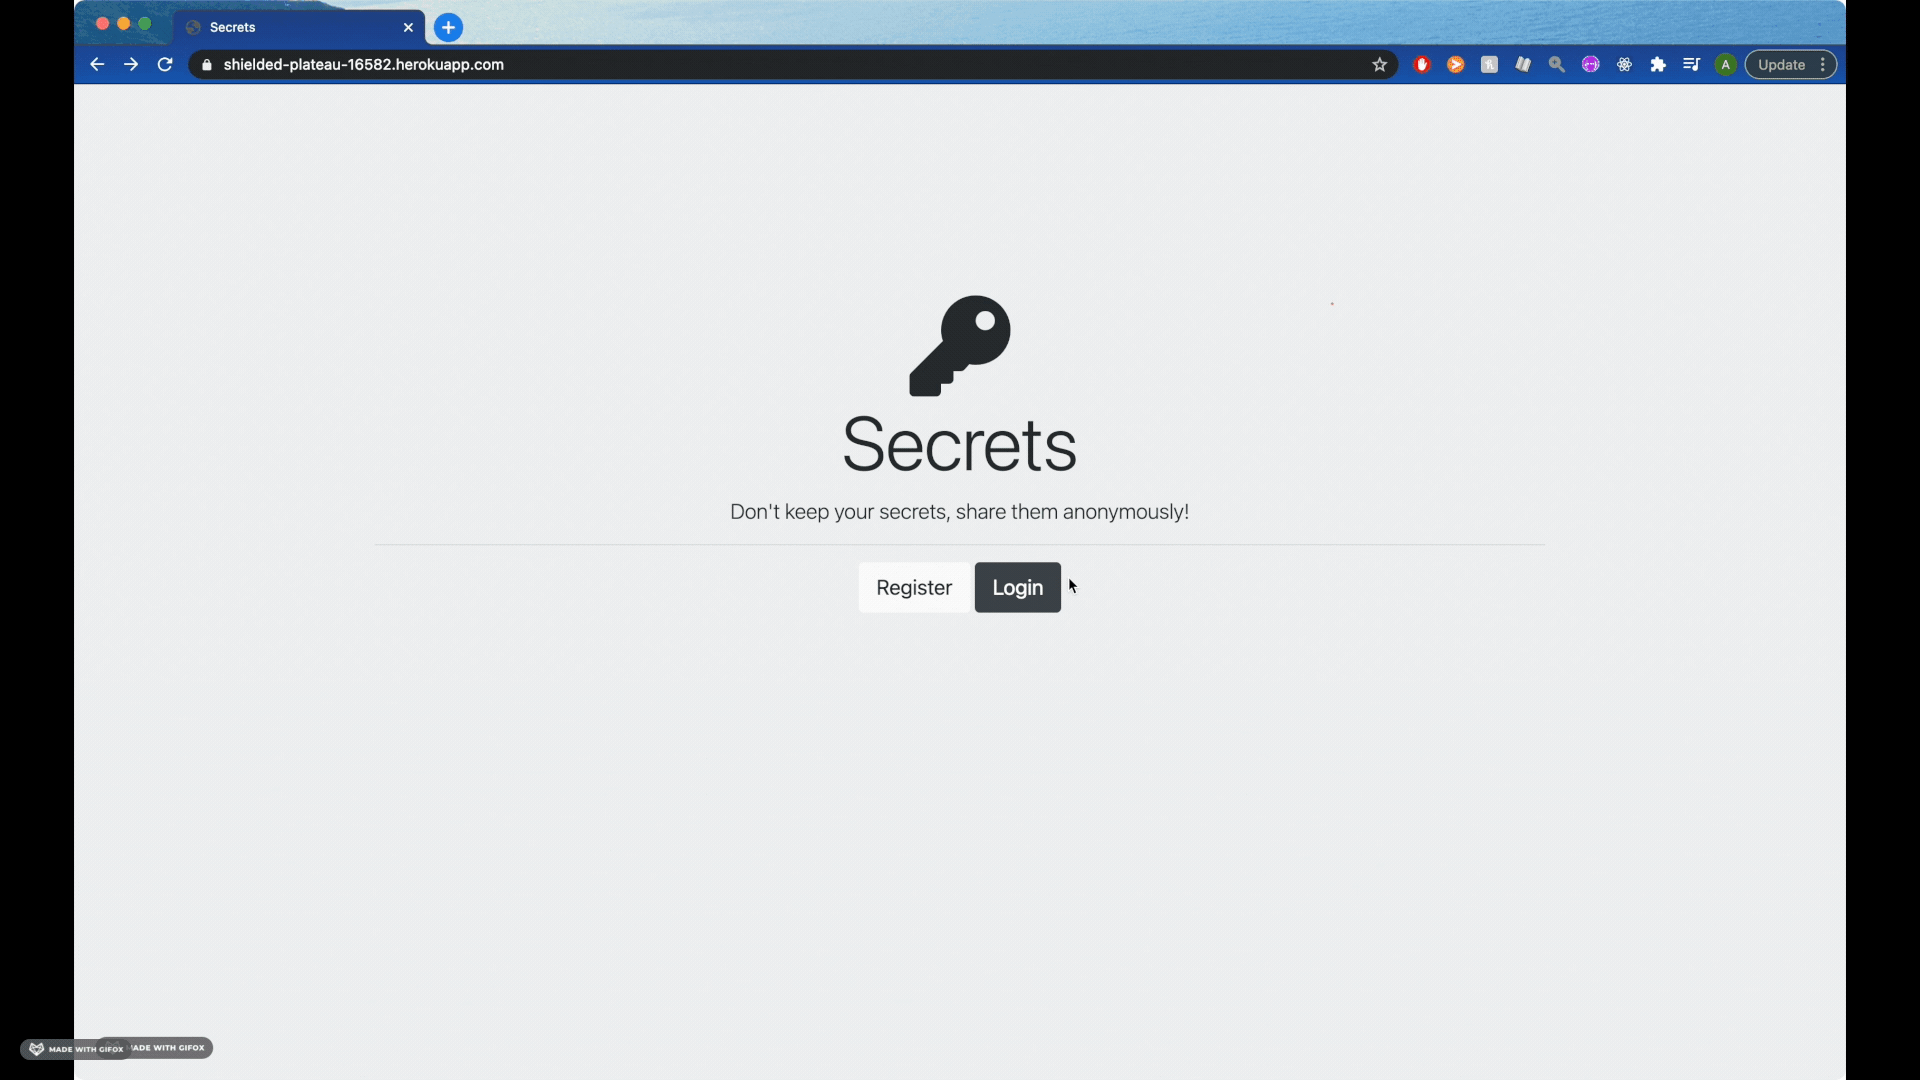 Secrets
shielded-plateau-16582.herokuapp.com
A
Update
Secrets
Don't keep your secrets, share them anonymously!
Register Login
MADE WITH GIFOX
MADE WITH GIFOX